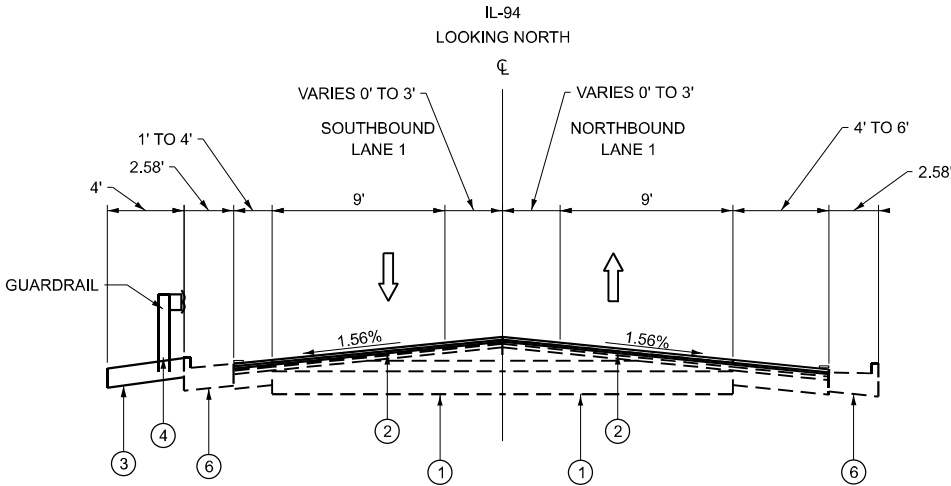 IL-94
LOOKING NORTH
℄
VARIES 0' TO 3'
VARIES 0' TO 3'
SOUTHBOUND
LANE 1
NORTHBOUND
LANE 1
1' TO 4'
4' TO 6'
2.58'
2.58'
4'
9'
9'
GUARDRAIL
1.56%
1.56%
3
4
6
2
1
1
2
6